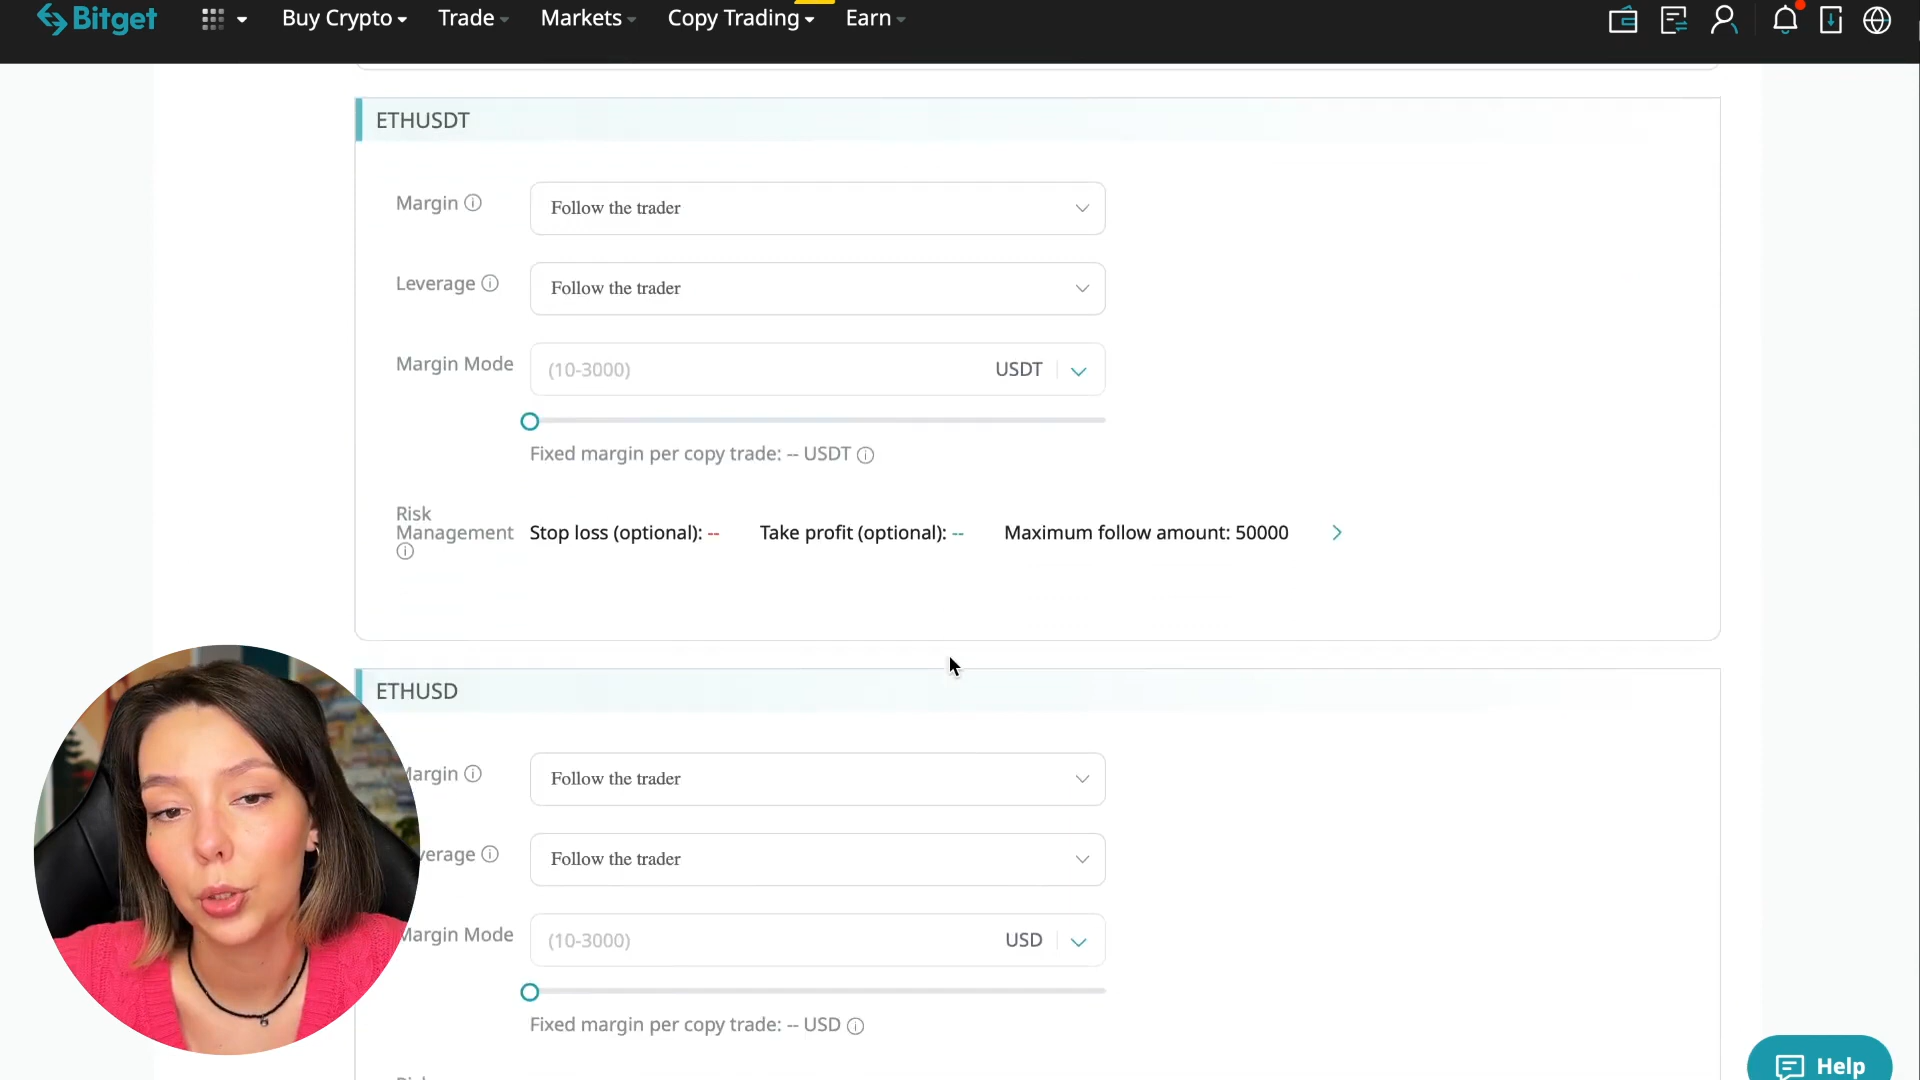 Bitget
Buy Crypto Trade Markets Copy Trading Earn
ETHUSDT
Margin Follow the trader
Leverage Follow the trader
Margin Mode (10-3000) USDT
Fixed margin per copy trade: -- USDT
Risk Management Stop loss (optional): -- Take profit (optional): -- Maximum follow amount: 50000
ETHUSD
Margin Follow the trader
verage Follow the trader
Margin Mode (10-3000) USD
Fixed margin per copy trade: -- USD
Help